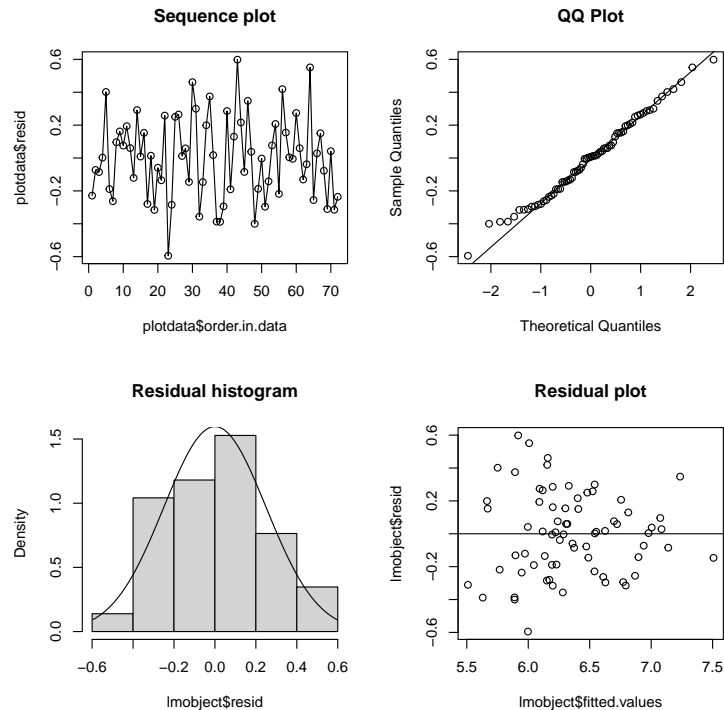 Sequence plot
plotdata$resid
−0.6 −0.2 0.2 0.6
0 10 20 30 40 50 60 70
plotdata$order.in.data
QQ Plot
Sample Quantiles
−0.6 −0.2 0.2 0.6
−2 −1 0 1 2
Theoretical Quantiles
Residual histogram
Density
0.0 0.5 1.0 1.5
−0.6 −0.2 0.0 0.2 0.4 0.6
lmobject$resid
Residual plot
lmobject$resid
−0.6 −0.2 0.2 0.6
5.5 6.0 6.5 7.0 7.5
lmobject$fitted.values